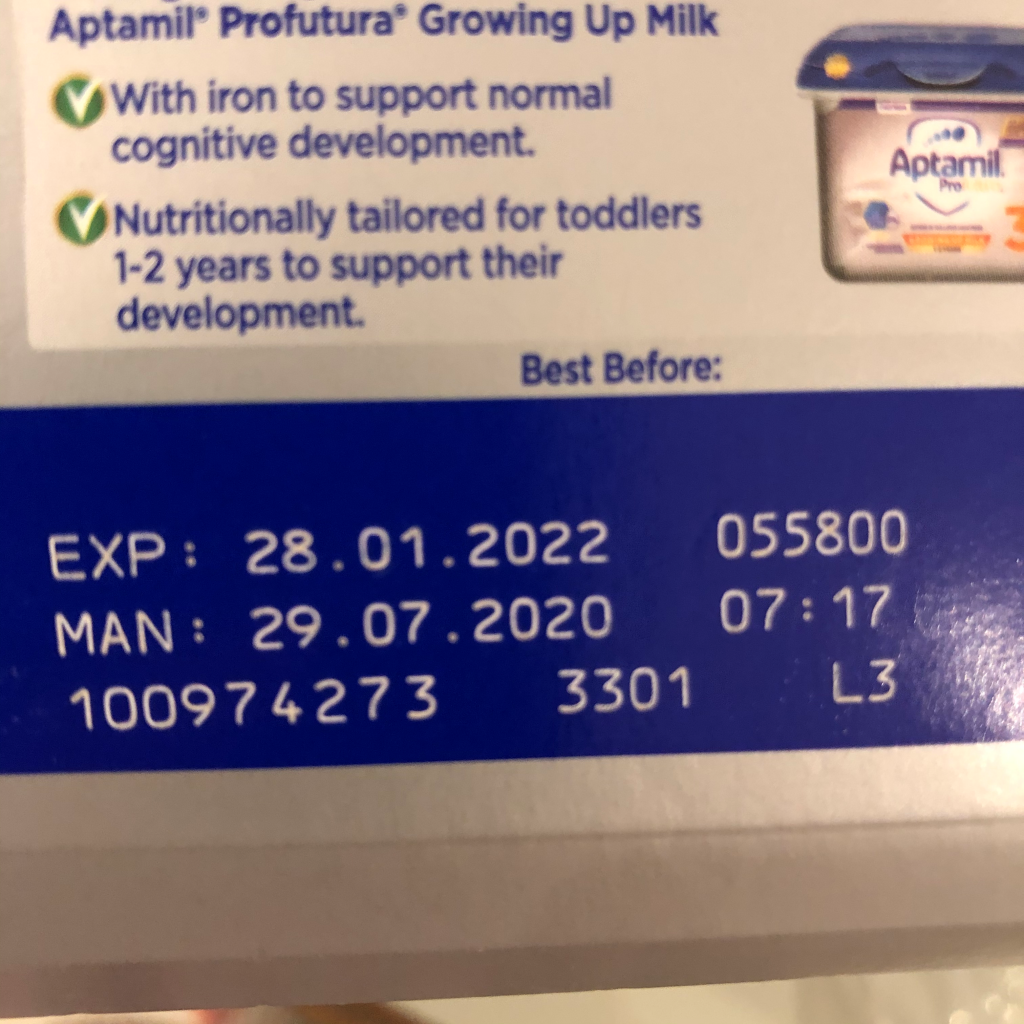 Aptamil® Profutura® Growing Up Milk
With iron to support normal
cognitive development.
Nutritionally tailored for toddlers
1-2 years to support their
development.
Aptamil
Pro
3
Best Before:
EXP: 28.01.2022 055800
MAN: 29.07.2020 07:17
100974273 3301 L3